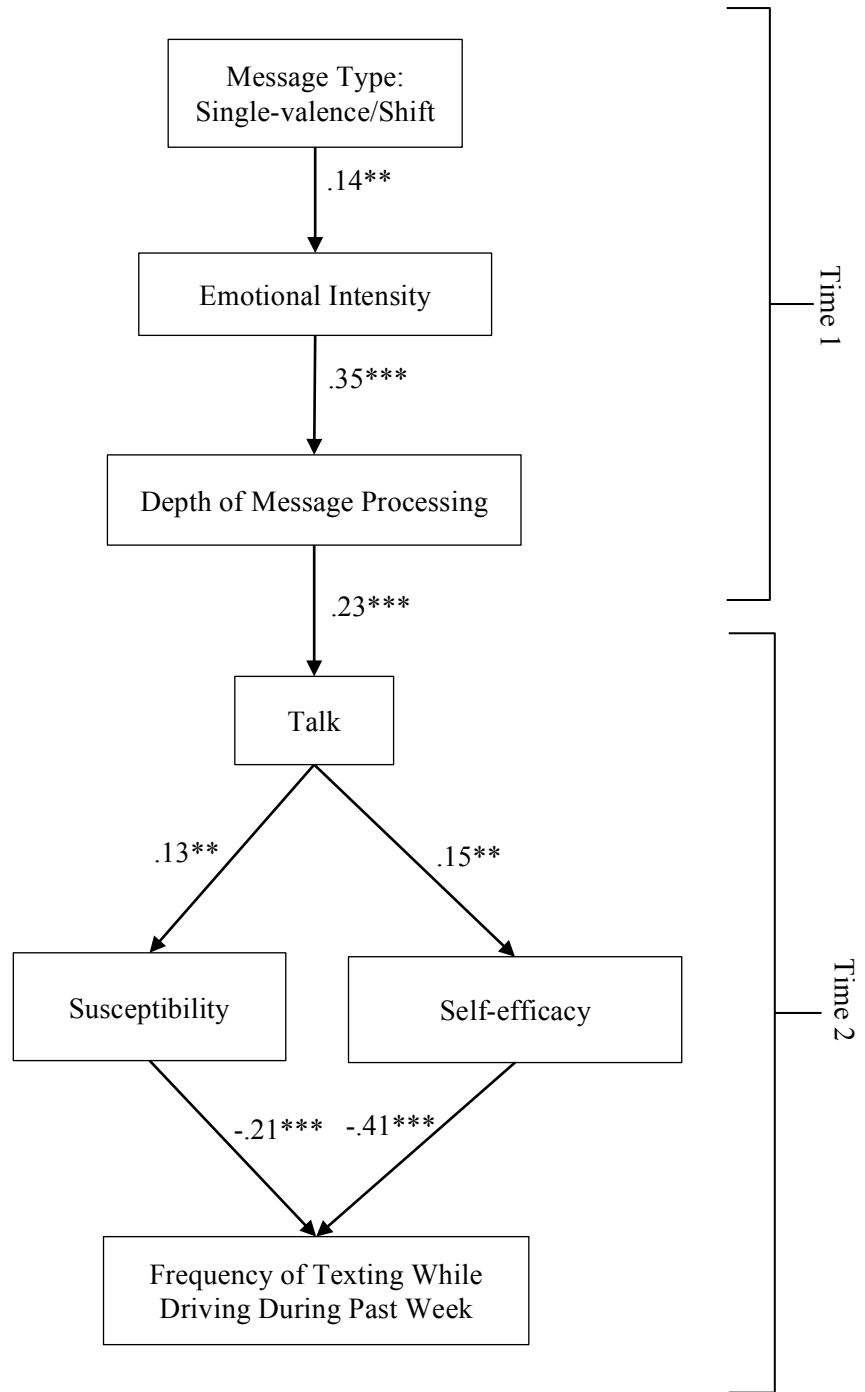 Message Type:
Single-valence/Shift
.14**
Emotional Intensity
.35***
Depth of Message Processing
Time 1
.23***
Talk
.13**
.15**
Susceptibility
Self-efficacy
Time 2
-.21***
-.41***
Frequency of Texting While
Driving During Past Week